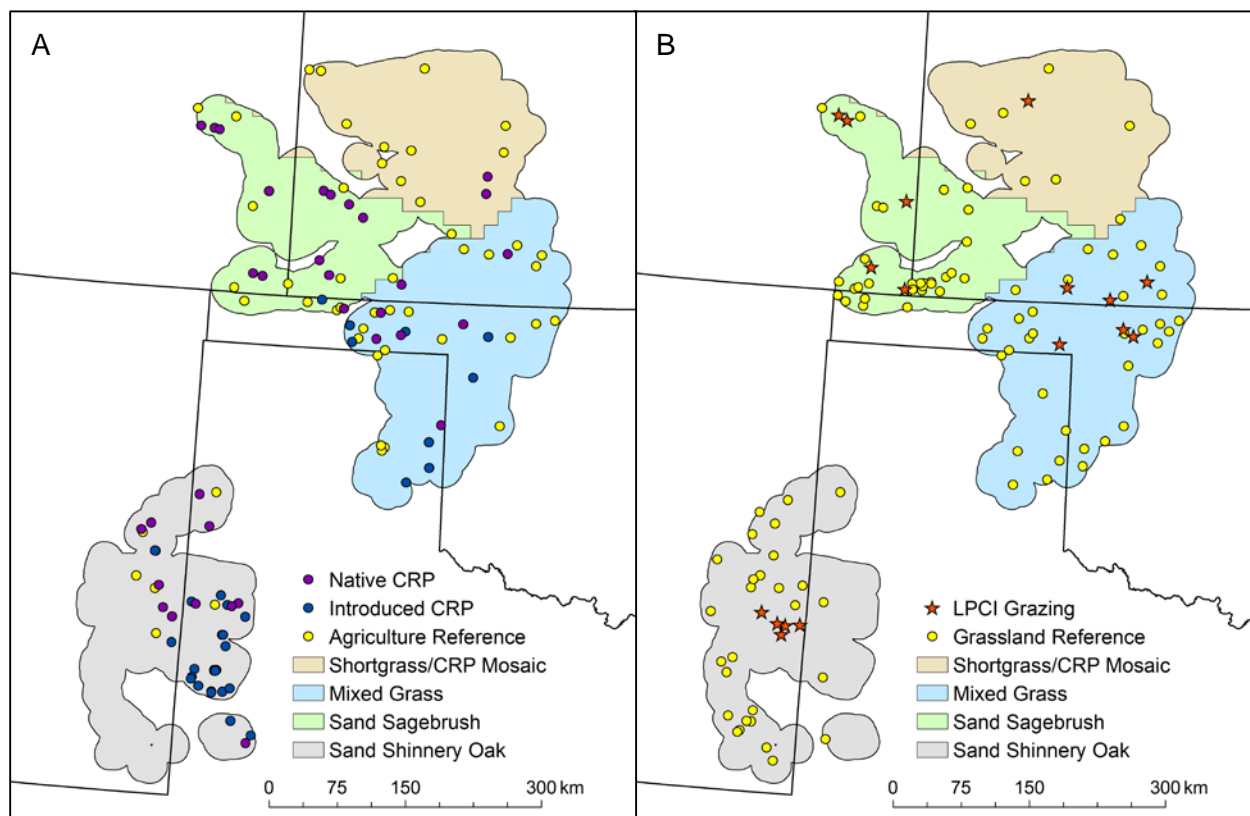 A
Native CRP
Introduced CRP
Agriculture Reference
Shortgrass/CRP Mosaic
Mixed Grass
Sand Sagebrush
Sand Shinnery Oak
0 75 150 300 km
B
LPCI Grazing
Grassland Reference
Shortgrass/CRP Mosaic
Mixed Grass
Sand Sagebrush
Sand Shinnery Oak
0 75 150 300 km